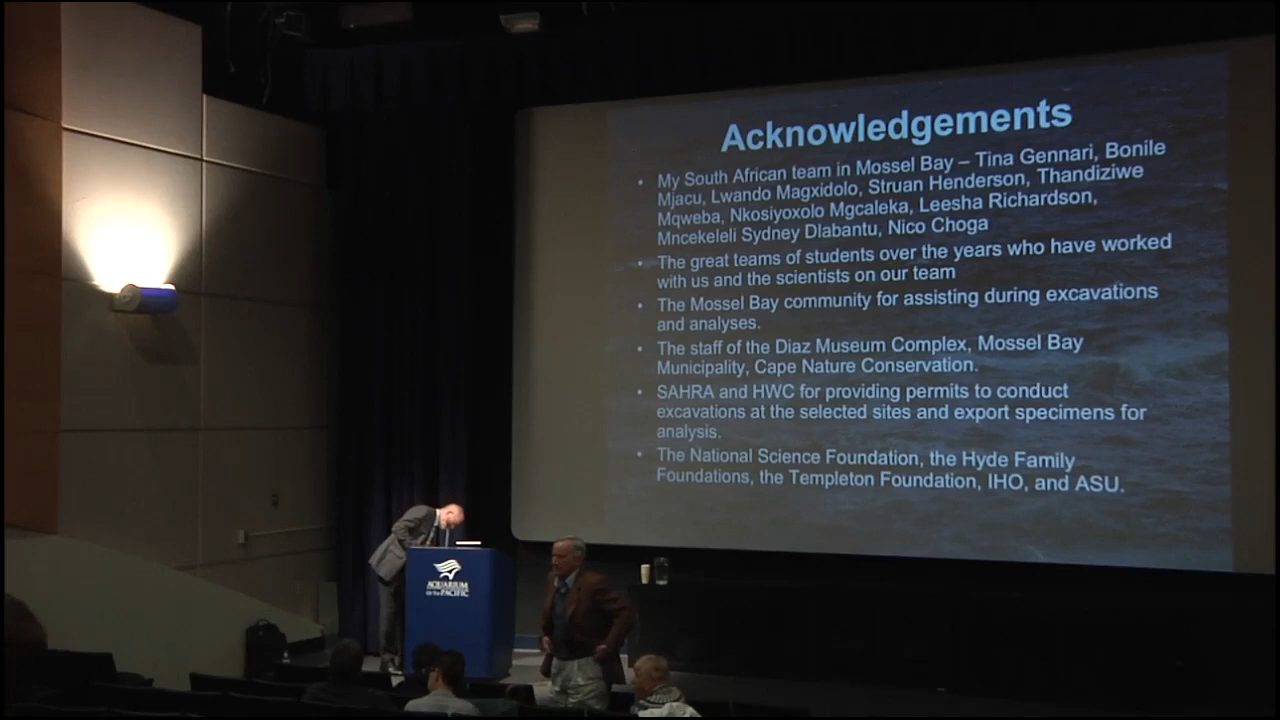 Acknowledgements
• My South African team in Mossel Bay – Tina Gennari, Bonile
Mjacu, Lwando Magxidolo, Struan Henderson, Thandiziwe
Mqweba, Nkosiyoxolo Mgcaleka, Leesha Richardson,
Mncekeleli Sydney Dlabantu, Nico Choga
• The great teams of students over the years who have worked
with us and the scientists on our team
• The Mossel Bay community for assisting during excavations
and analyses.
• The staff of the Diaz Museum Complex, Mossel Bay
Municipality, Cape Nature Conservation.
• SAHRA and HWC for providing permits to conduct
excavations at the selected sites and export specimens for
analysis.
• The National Science Foundation, the Hyde Family
Foundations, the Templeton Foundation, IHO, and ASU.
AQUARIUM
OF THE PACIFIC